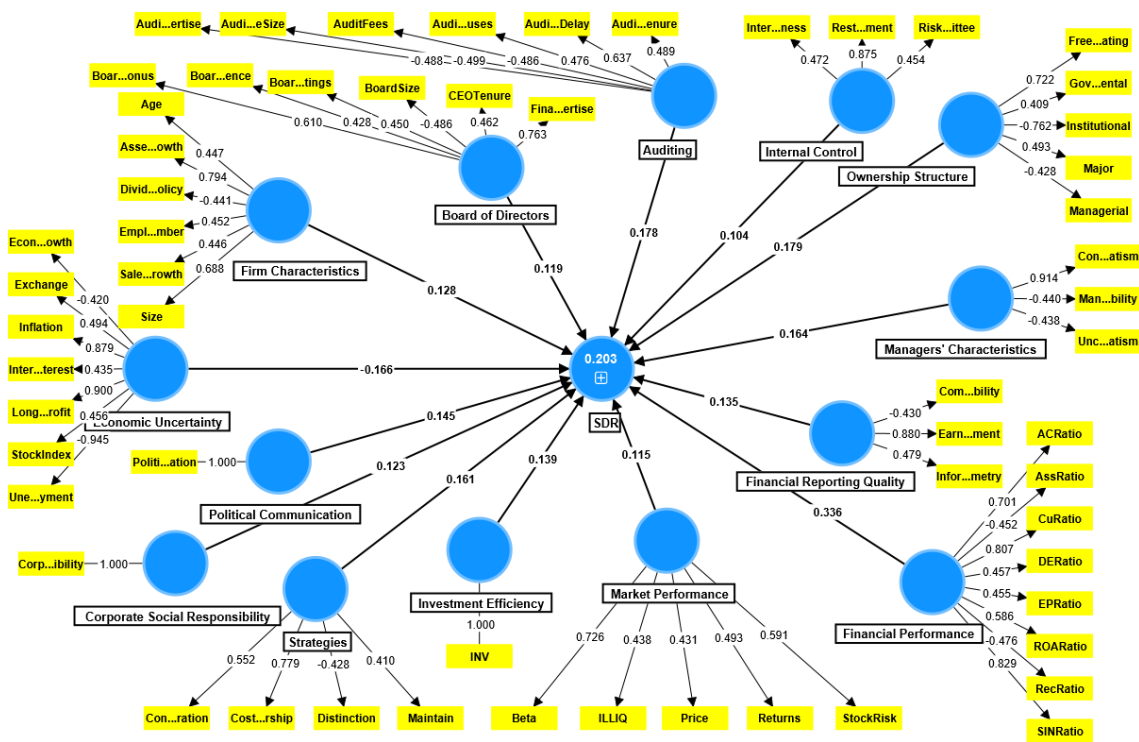 Audi...ertise
Audi...eSize
AuditFees
Audi...uses
Audi...Delay
Audi...enure
-0.488
-0.499
-0.486
0.476
0.637
0.489
Auditing
Inter...ness
Rest...ment
Risk...ittee
0.472
0.875
0.454
Internal Control
Free...ating
Gov...ental
Institutional
Major
Managerial
0.722
0.409
-0.762
0.493
-0.428
Ownership Structure
Boar...onus
Boar...ence
Boar...tings
BoardSize
CEOTenure
Fina...ertise
0.610
0.428
0.450
-0.486
0.462
0.763
Board of Directors
Age
Asse...owth
Divid...olicy
Empl...mber
Sale...rowth
Size
0.447
0.794
-0.441
0.452
0.446
0.688
Firm Characteristics
Econ...owth
Exchange
Inflation
Inter...terest
Long...rofit
StockIndex
Une...yment
-0.420
0.494
0.879
0.435
0.900
0.456
-0.945
Economic Uncertainty
0.178
0.104
0.179
0.119
0.128
0.164
-0.166
0.203
SDR
Con...atism
Man...bility
Unc...atism
0.914
-0.440
-0.438
Managers' Characteristics
0.145
0.123
0.161
0.139
0.115
0.135
0.336
Politi...ation
1.000
Political Communication
Corp...ibility
1.000
Corporate Social Responsibility
Strategies
0.552
0.779
-0.428
0.410
Con...ration
Cost...rship
Distinction
Maintain
Investment Efficiency
1.000
INV
Market Performance
0.726
0.438
0.431
0.493
0.591
Beta
ILLIQ
Price
Returns
StockRisk
Com...bility
Earn...ment
Infor...metry
-0.430
0.880
0.479
Financial Reporting Quality
ACRatio
AssRatio
CuRatio
DERatio
EPRatio
ROARatio
RecRatio
SINRatio
0.701
-0.452
0.807
0.457
0.455
0.586
-0.476
0.829
Financial Performance